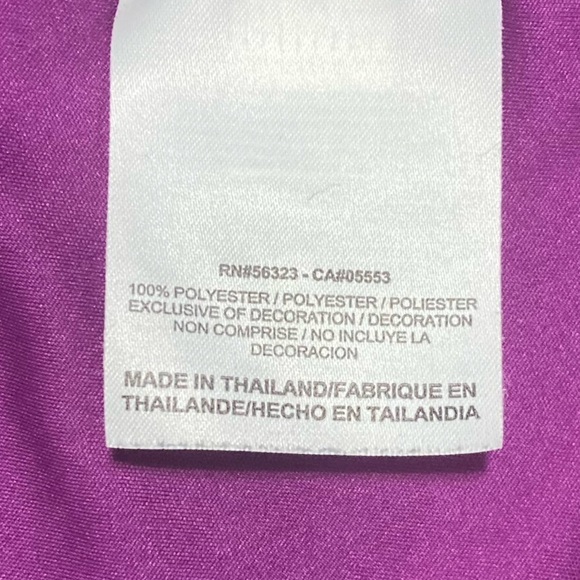 RN#56323 - CA#05553
100% POLYESTER / POLYESTER / POLIESTER
EXCLUSIVE OF DECORATION / DECORATION
NON COMPRISE / NO INCLUYE LA
DECORACION
MADE IN THAILAND/FABRIQUE EN
THAILANDE/HECHO EN TAILANDIA